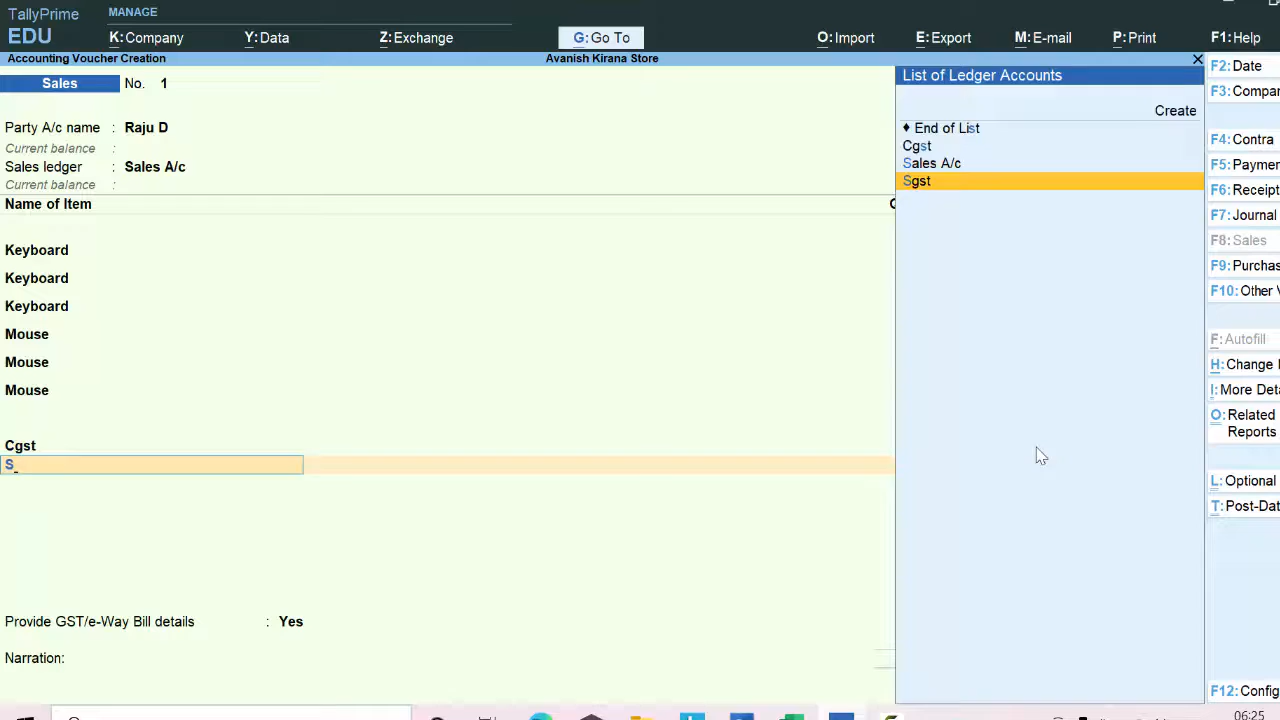 TallyPrime
MANAGE
EDU
K: Company
Y: Data
Z: Exchange
G: Go To
O: Import
E: Export
M: E-mail
P: Print
F1: Help
Accounting Voucher Creation
Avanish Kirana Store
Sales No. 1
Party A/c name : Raju D
Current balance :
Sales ledger : Sales A/c
Current balance :
Name of Item
Keyboard
Keyboard
Keyboard
Mouse
Mouse
Mouse
Cgst
S
Provide GST/e-Way Bill details : Yes
Narration:
List of Ledger Accounts
Create
♦ End of List
Cgst
Sales A/c
Sgst
F2: Date
F3: Compar
F4: Contra
F5: Paymer
F6: Receipt
F7: Journal
F8: Sales
F9: Purchas
F10: Other
F: Autofill
H: Change
I: More Deta
O: Related
Reports
L: Optional
T: Post-Dat
F12: Config
06:25